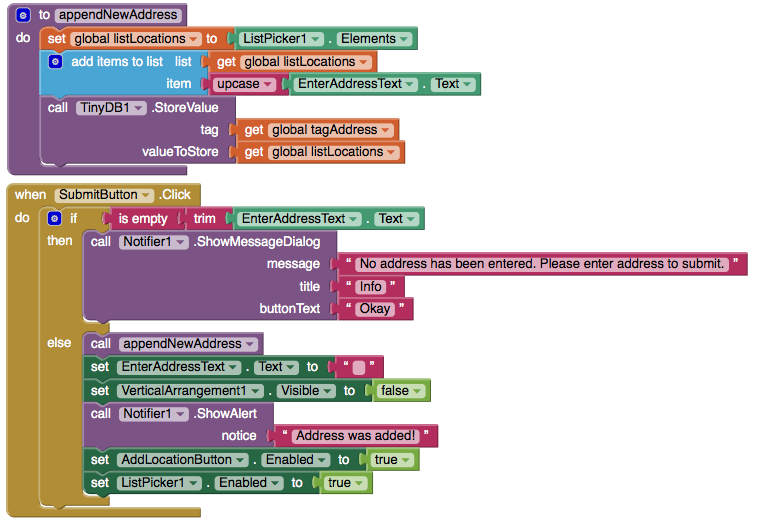 to appendNewAddress
do set global listLocations to ListPicker1 . Elements
add items to list list get global listLocations
item upcase EnterAddressText . Text
call TinyDB1 .StoreValue
tag get global tagAddress
valueToStore get global listLocations
when SubmitButton .Click
do if is empty trim EnterAddressText . Text
then call Notifier1 .ShowMessageDialog
message “ No address has been entered. Please enter address to submit. ”
title “ Info ”
buttonText “ Okay ”
else call appendNewAddress
set EnterAddressText . Text to “ ”
set VerticalArrangement1 . Visible to false
call Notifier1 .ShowAlert
notice “ Address was added! ”
set AddLocationButton . Enabled to true
set ListPicker1 . Enabled to true